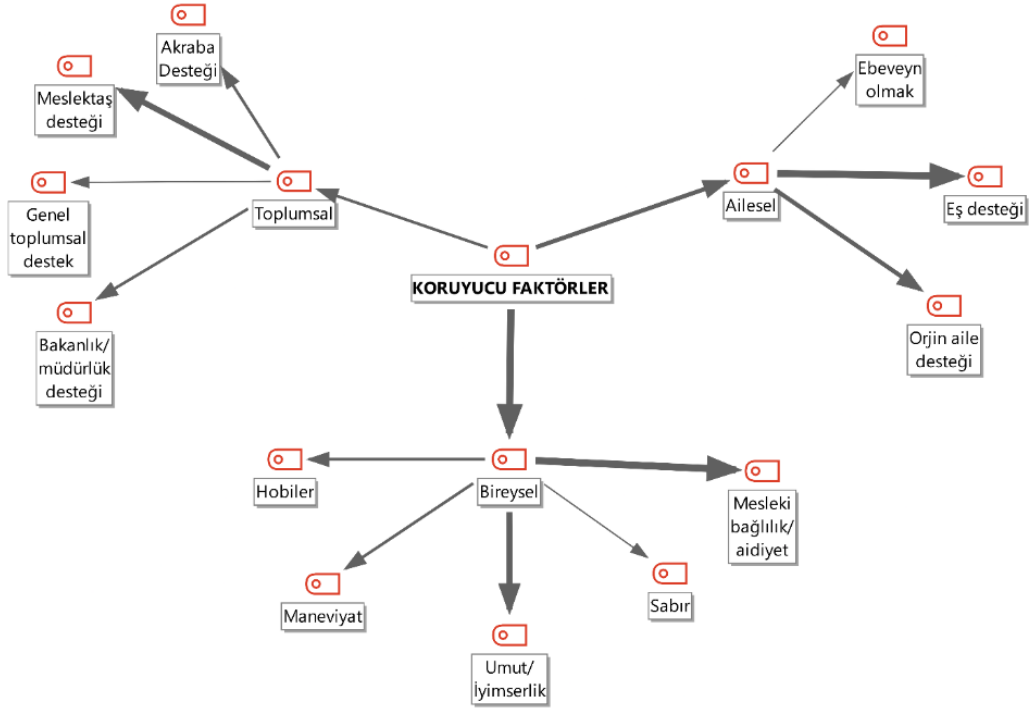 Akraba
Desteği
Meslektaş
desteği
Genel
toplumsal
destek
Toplumsal
Bakanlık/
müdürlük
desteği
KORUYUCU FAKTÖRLER
Ebeveyn
olmak
Ailesel
Eş desteği
Orjin aile
desteği
Hobiler
Bireysel
Mesleki
bağlılık/
aidiyet
Maneviyat
Umut/
İyimserlik
Sabır